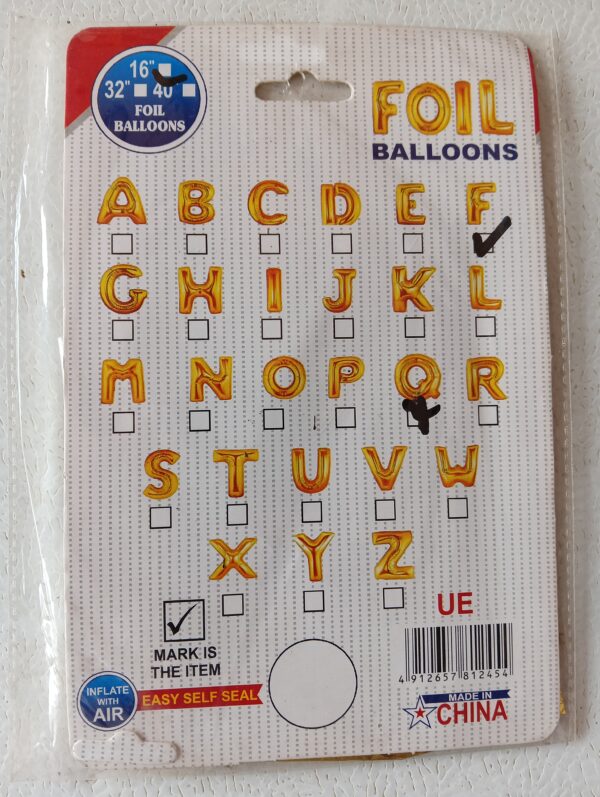 16"
32" 40"
FOIL
BALLOONS
FOIL
BALLOONS
A B C D E F
G H I J K L
M N O P Q R
S T U V W
X Y Z
MARK IS
THE ITEM
UE
4 912657 812454
INFLATE
WITH
AIR
EASY SELF SEAL
MADE IN
CHINA